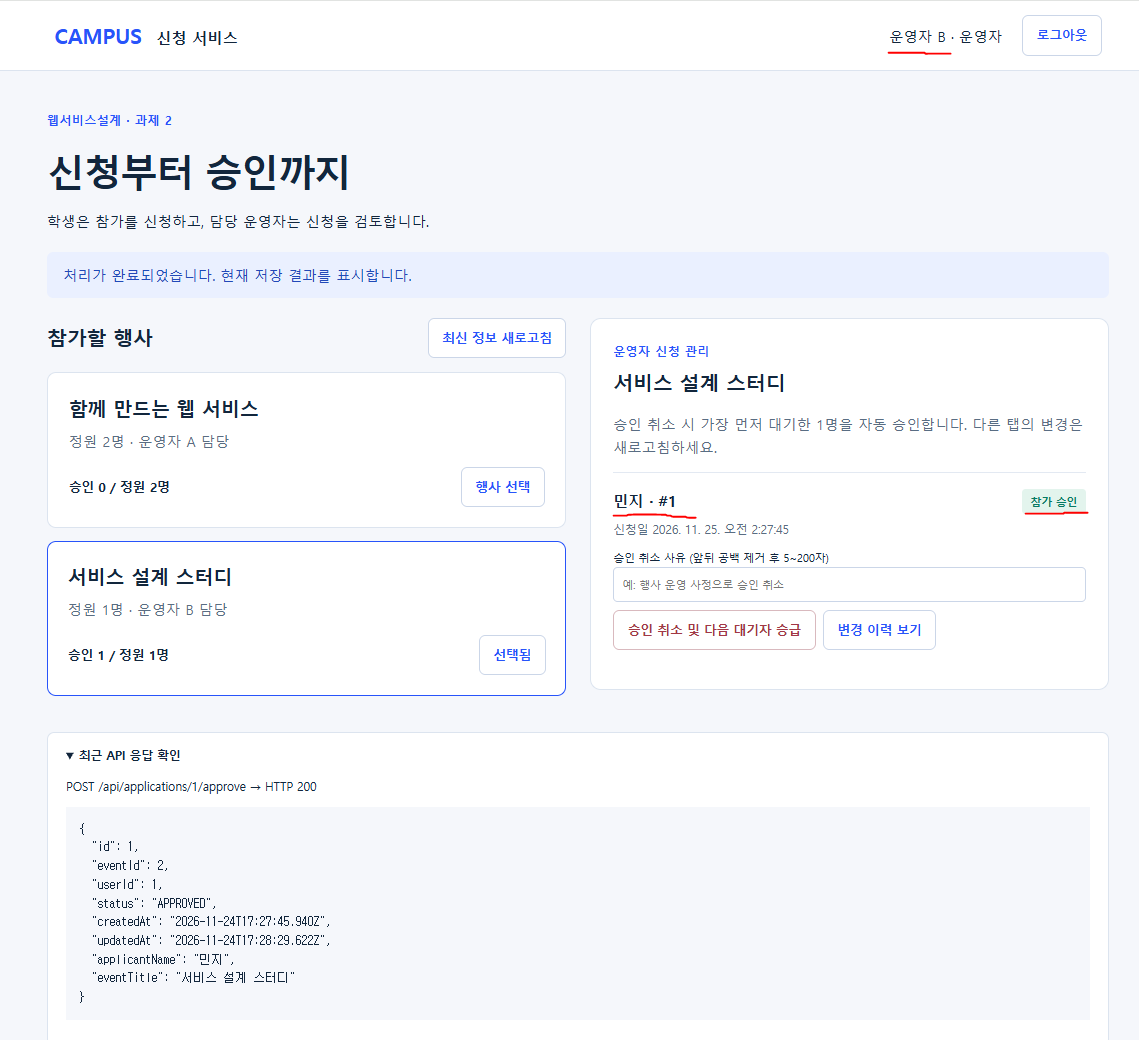 CAMPUS 신청 서비스
운영자 B · 운영자
로그아웃
웹서비스설계 · 과제 2
신청부터 승인까지
학생은 참가를 신청하고, 담당 운영자는 신청을 검토합니다.
처리가 완료되었습니다. 현재 저장 결과를 표시합니다.
참가할 행사
최신 정보 새로고침
함께 만드는 웹 서비스
정원 2명 · 운영자 A 담당
승인 0 / 정원 2명
행사 선택
서비스 설계 스터디
정원 1명 · 운영자 B 담당
승인 1 / 정원 1명
선택됨
운영자 신청 관리
서비스 설계 스터디
승인 취소 시 가장 먼저 대기한 1명을 자동 승인합니다. 다른 탭의 변경은
새로고침하세요.
민지 · #1
참가 승인
신청일 2026. 11. 25. 오전 2:27:45
승인 취소 사유 (앞뒤 공백 제거 후 5~200자)
예: 행사 운영 사정으로 승인 취소
승인 취소 및 다음 대기자 승급
변경 이력 보기
▼ 최근 API 응답 확인
POST /api/applications/1/approve → HTTP 200
{
"id": 1,
"eventId": 2,
"userId": 1,
"status": "APPROVED",
"createdAt": "2026-11-24T17:27:45.940Z",
"updatedAt": "2026-11-24T17:28:29.622Z",
"applicantName": "민지",
"eventTitle": "서비스 설계 스터디"
}